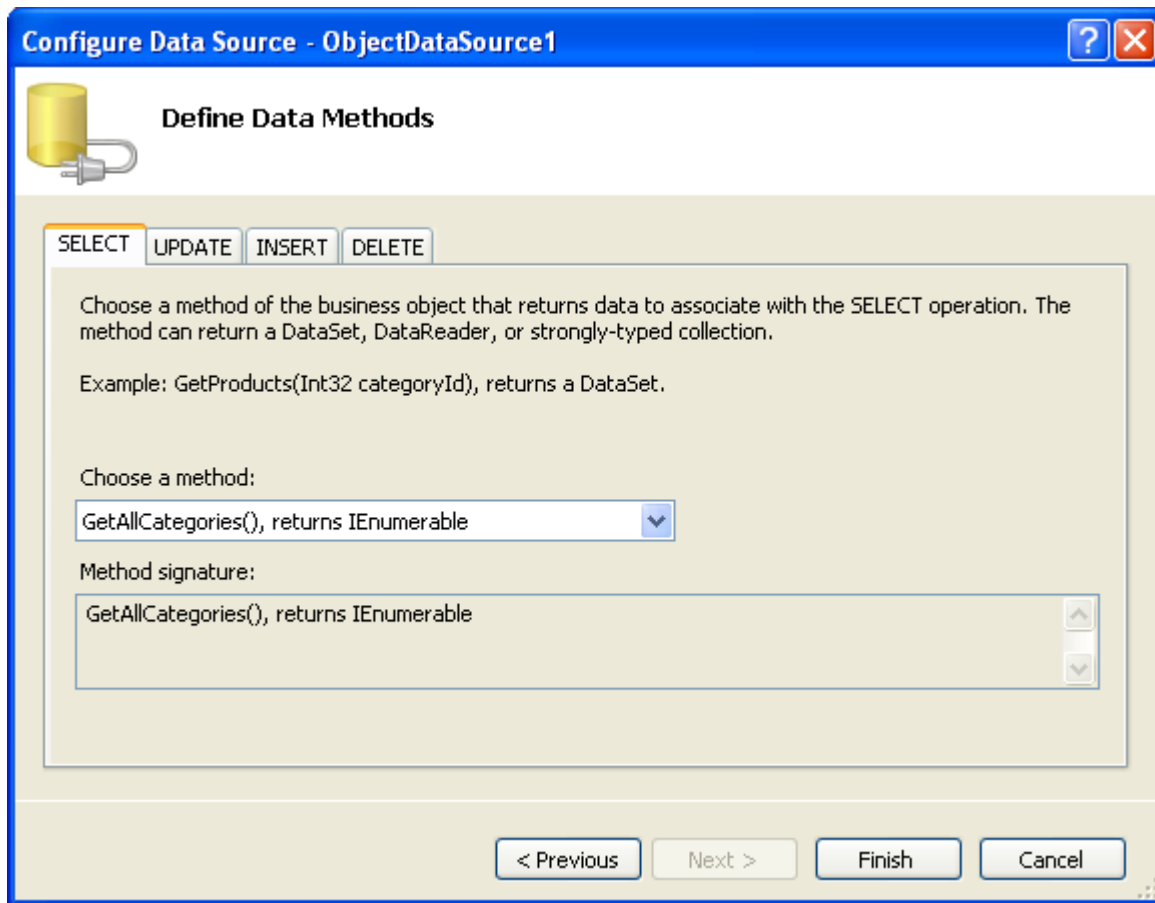 Configure Data Source - ObjectDataSource1
Define Data Methods
SELECT UPDATE INSERT DELETE
Choose a method of the business object that returns data to associate with the SELECT operation. The
method can return a DataSet, DataReader, or strongly-typed collection.
Example: GetProducts(Int32 categoryId), returns a DataSet.
Choose a method:
GetAllCategories(), returns IEnumerable
Method signature:
GetAllCategories(), returns IEnumerable
< Previous Next > Finish Cancel